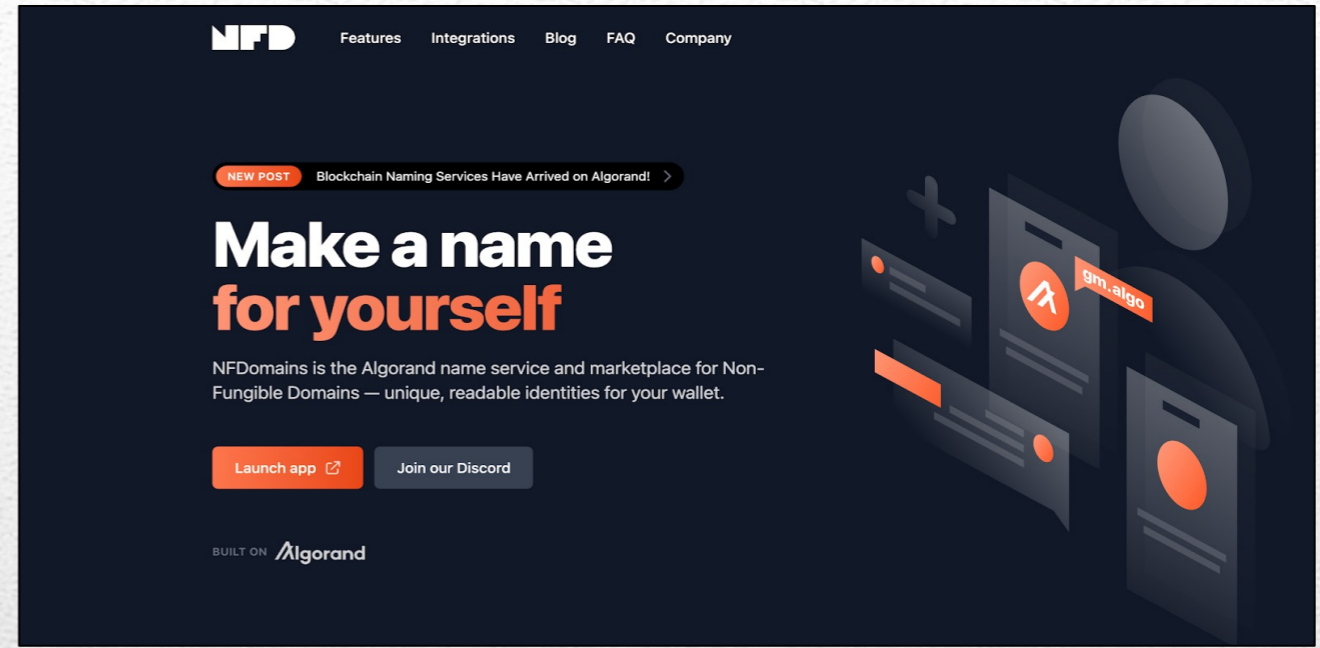 NFD
Features Integrations Blog FAQ Company
NEW POST Blockchain Naming Services Have Arrived on Algorand!
Make a name
for yourself
NFDomains is the Algorand name service and marketplace for Non-
Fungible Domains — unique, readable identities for your wallet.
Launch app
Join our Discord
BUILT ON Algorand
gm.algo